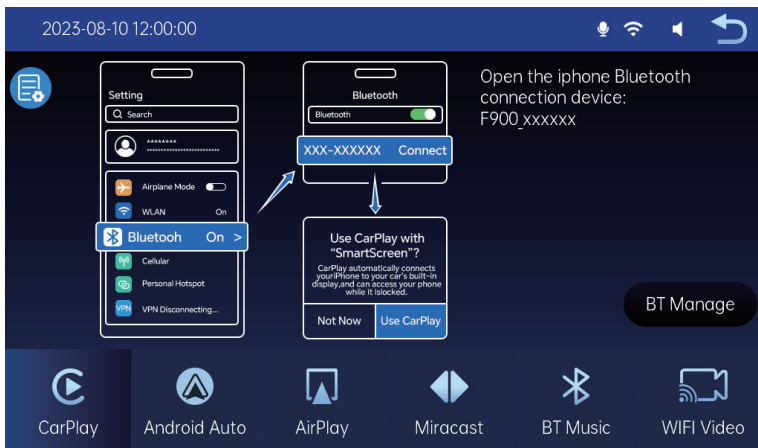 2023-08-10 12:00:00
Setting
Search
********
**************************
Airplane Mode
WLAN On
Bluetooh On >
Cellular
Personal Hotspot
VPN VPN Disconnecting...
Bluetooth
Bluetooth
XXX-XXXXXX Connect
Use CarPlay with
“SmartScreen”?
CarPlay automatically connects
youriPhone to your car's built-in
display,and can access your phone
while it islocked.
Not Now Use CarPlay
Open the iphone Bluetooth
connection device:
F900_xxxxxx
BT Manage
CarPlay Android Auto AirPlay Miracast BT Music WIFI Video